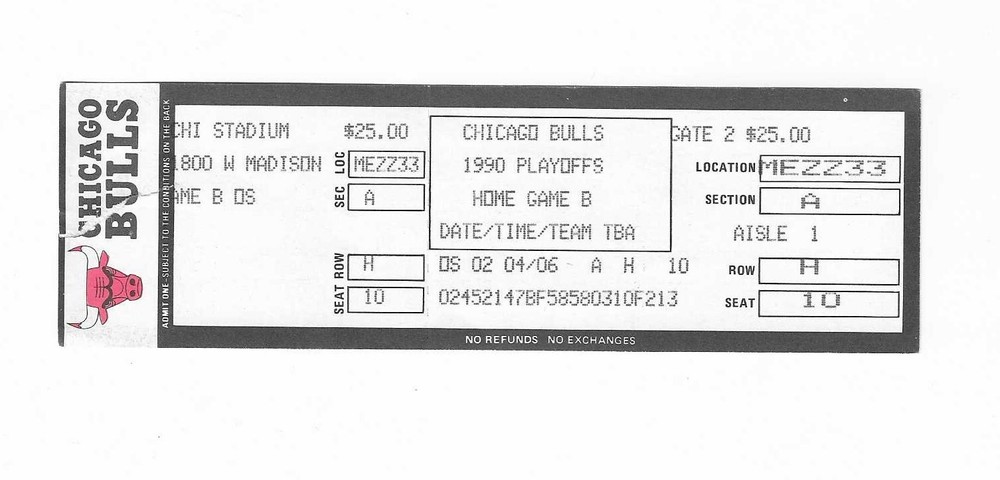 CHICAGO
BULLS
ADMIT ONE-SUBJECT TO THE CONDITIONS ON THE BACK
CHI STADIUM $25.00
1800 W MADISON
AME B OS
LOC MEZZ33
SEC A
ROW H
SEAT 10
CHICAGO BULLS
1990 PLAYOFFS
HOME GAME B
DATE/TIME/TEAM TBA
OS 02 04/06 A H 10
02452147BF58580310F213
GATE 2 $25.00
LOCATION MEZZ33
SECTION A
AISLE 1
ROW H
SEAT 10
NO REFUNDS NO EXCHANGES